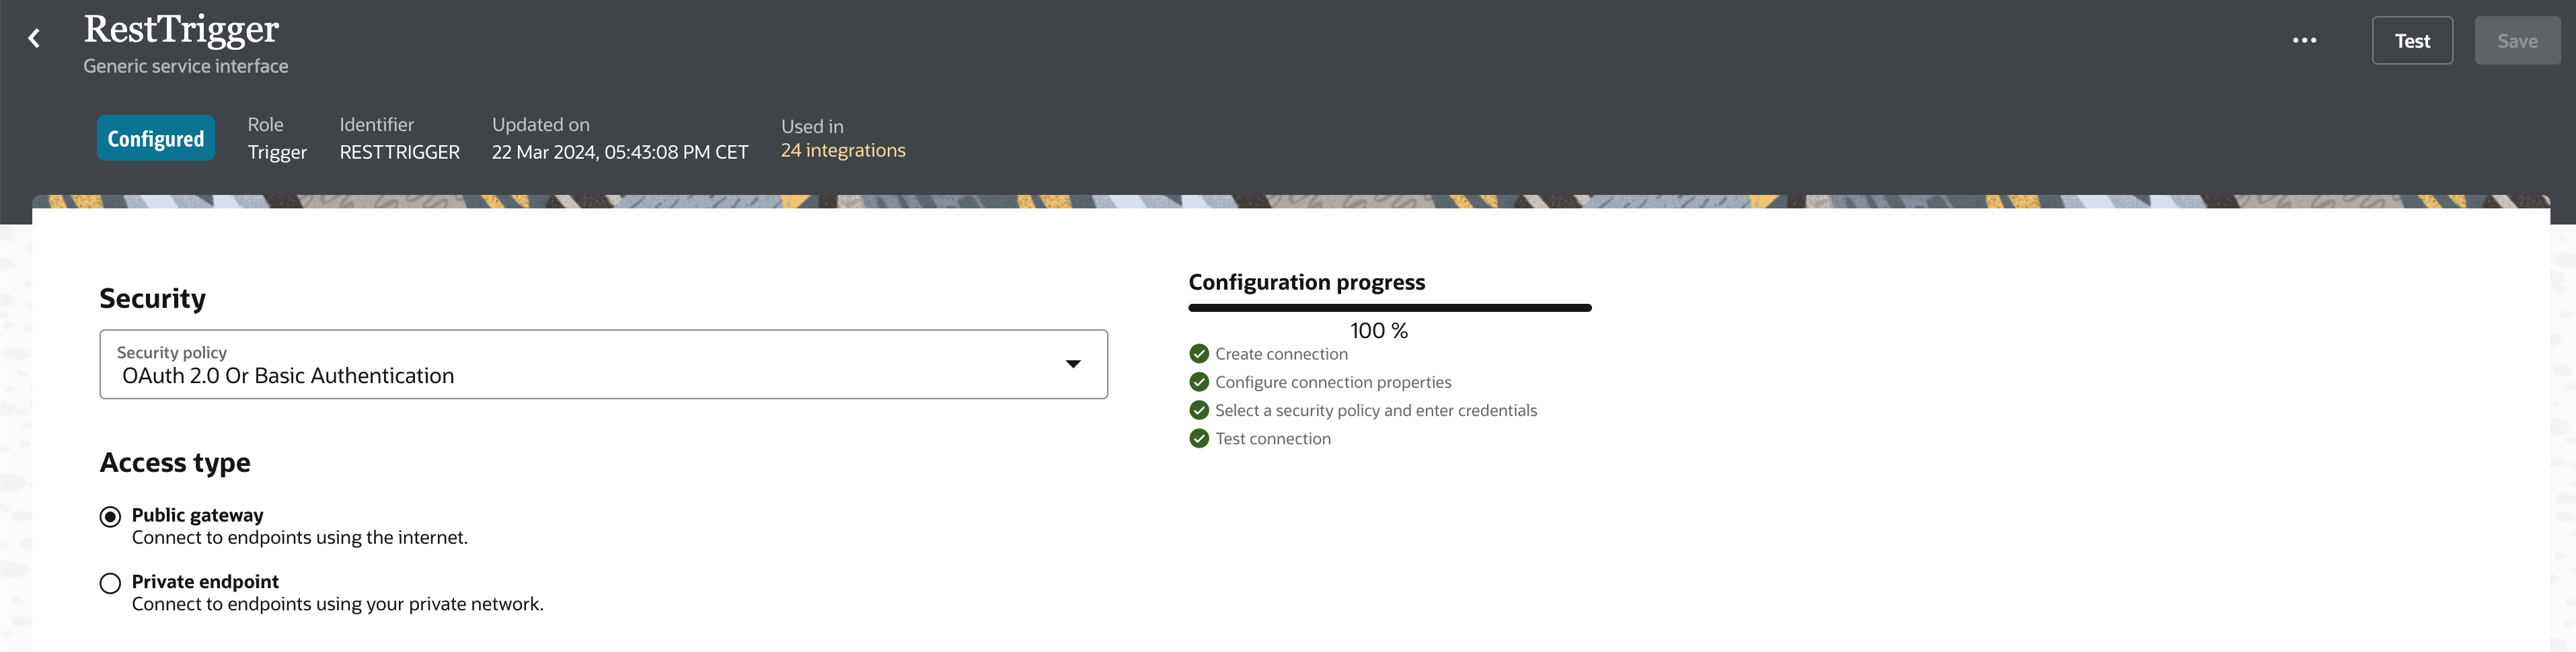 RestTrigger
Generic service interface
Test
Save
Configured
Role
Trigger
Identifier
RESTTRIGGER
Updated on
22 Mar 2024, 05:43:08 PM CET
Used in
24 integrations
Security
Security policy
OAuth 2.0 Or Basic Authentication
Access type
Public gateway
Connect to endpoints using the internet.
Private endpoint
Connect to endpoints using your private network.
Configuration progress
100 %
Create connection
Configure connection properties
Select a security policy and enter credentials
Test connection